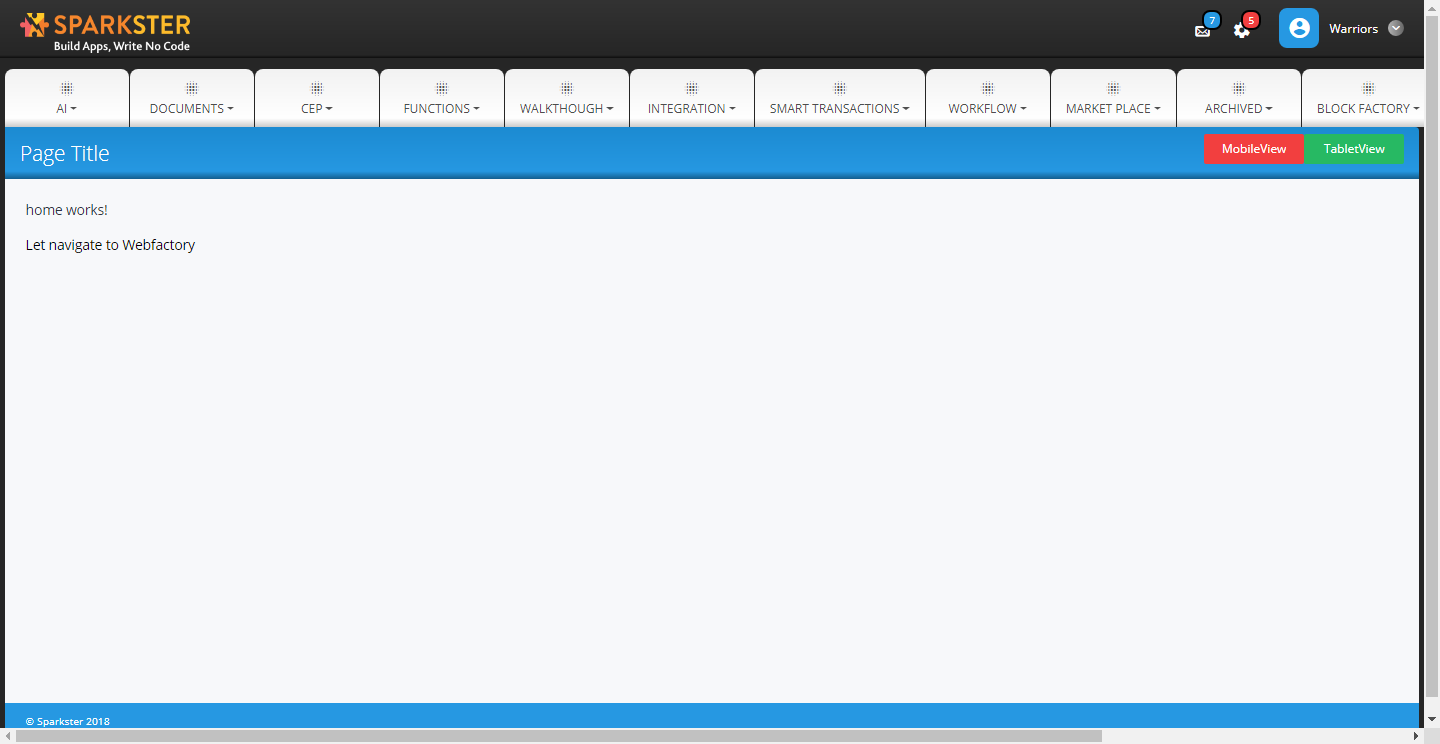 SPARKSTER
Build Apps, Write No Code
7
5
Warriors
AI
DOCUMENTS
CEP
FUNCTIONS
WALKTHOUGH
INTEGRATION
SMART TRANSACTIONS
WORKFLOW
MARKET PLACE
ARCHIVED
BLOCK FACTORY
Page Title
MobileView
TabletView
home works!
Let navigate to Webfactory
© Sparkster 2018